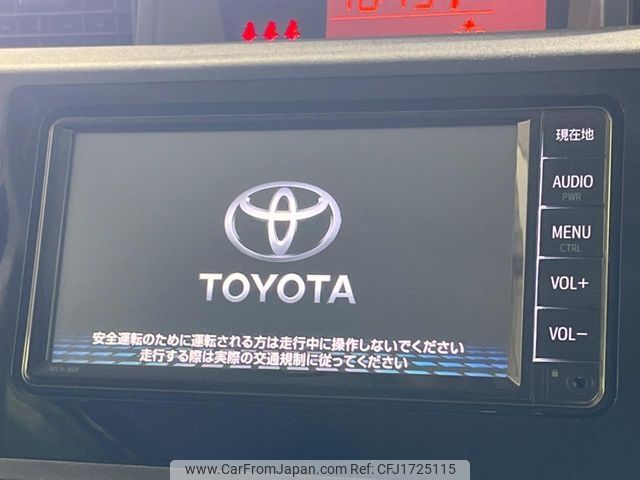 現在地
AUDIO
PWR
MENU
CTRL
VOL+
VOL−
TOYOTA
安全運転のために運転される方は走行中に操作しないでください
走行する際は実際の交通規制に従ってください
www.CarFromJapan.com - CFJ1725115